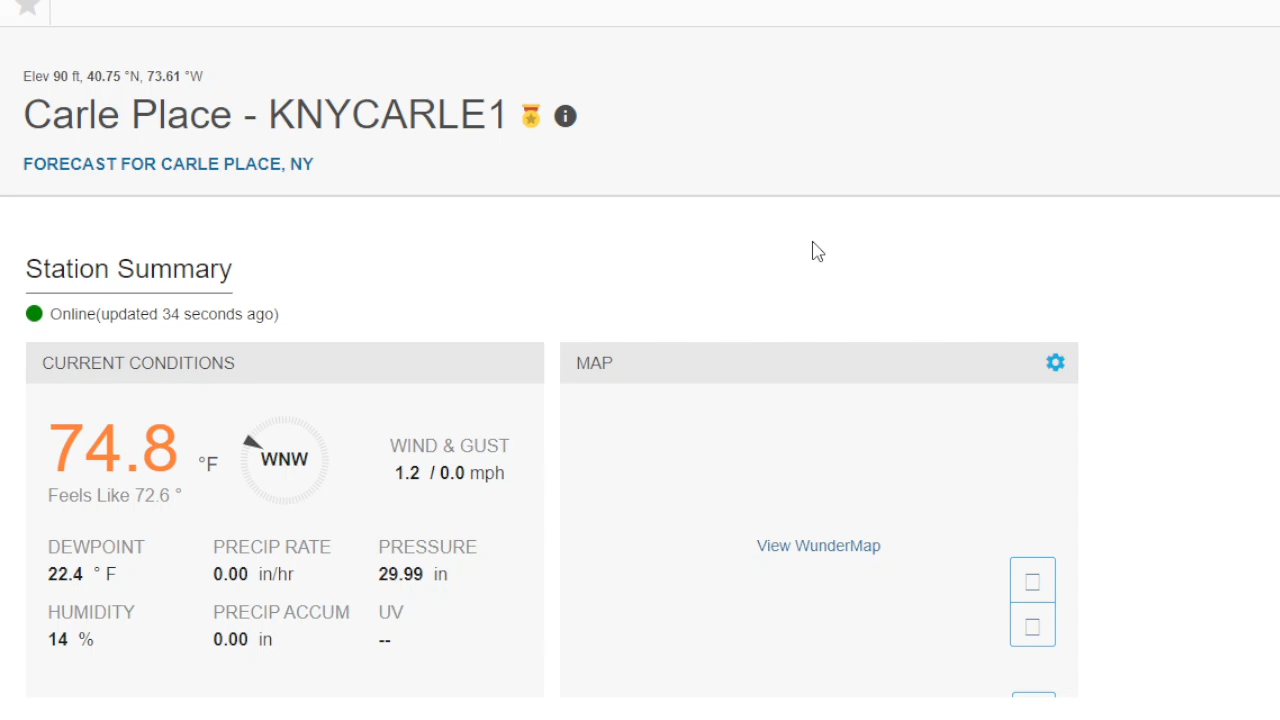 Elev 90 ft, 40.75 °N, 73.61 °W
Carle Place - KNYCARLE1
FORECAST FOR CARLE PLACE, NY
Station Summary
Online(updated 34 seconds ago)
CURRENT CONDITIONS
74.8 °F
Feels Like 72.6 °
WNW
WIND & GUST
1.2 / 0.0 mph
DEWPOINT
22.4 ° F
PRECIP RATE
0.00 in/hr
PRESSURE
29.99 in
HUMIDITY
14 %
PRECIP ACCUM
0.00 in
UV
--
MAP
View WunderMap